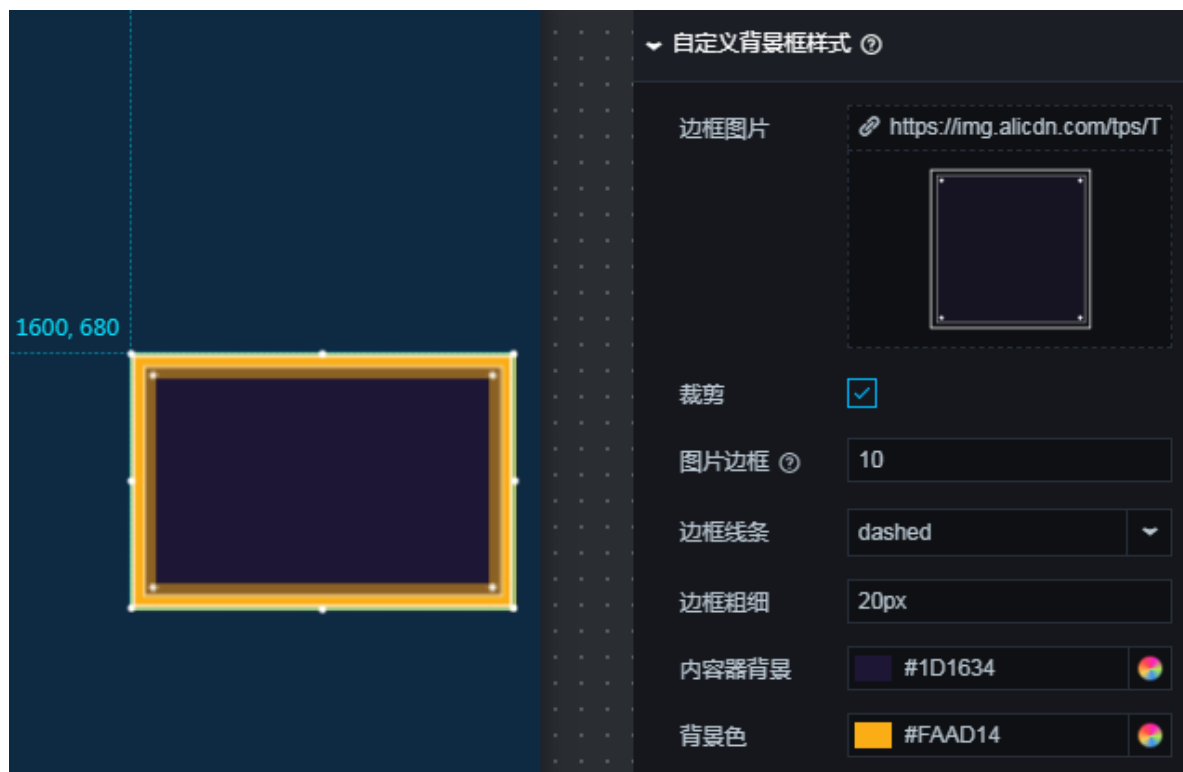 自定义背景框样式
边框图片
https://img.alicdn.com/tps/T
1600, 680
裁剪
图片边框
10
边框线条
dashed
边框粗细
20px
内容器背景
#1D1634
背景色
#FAAD14